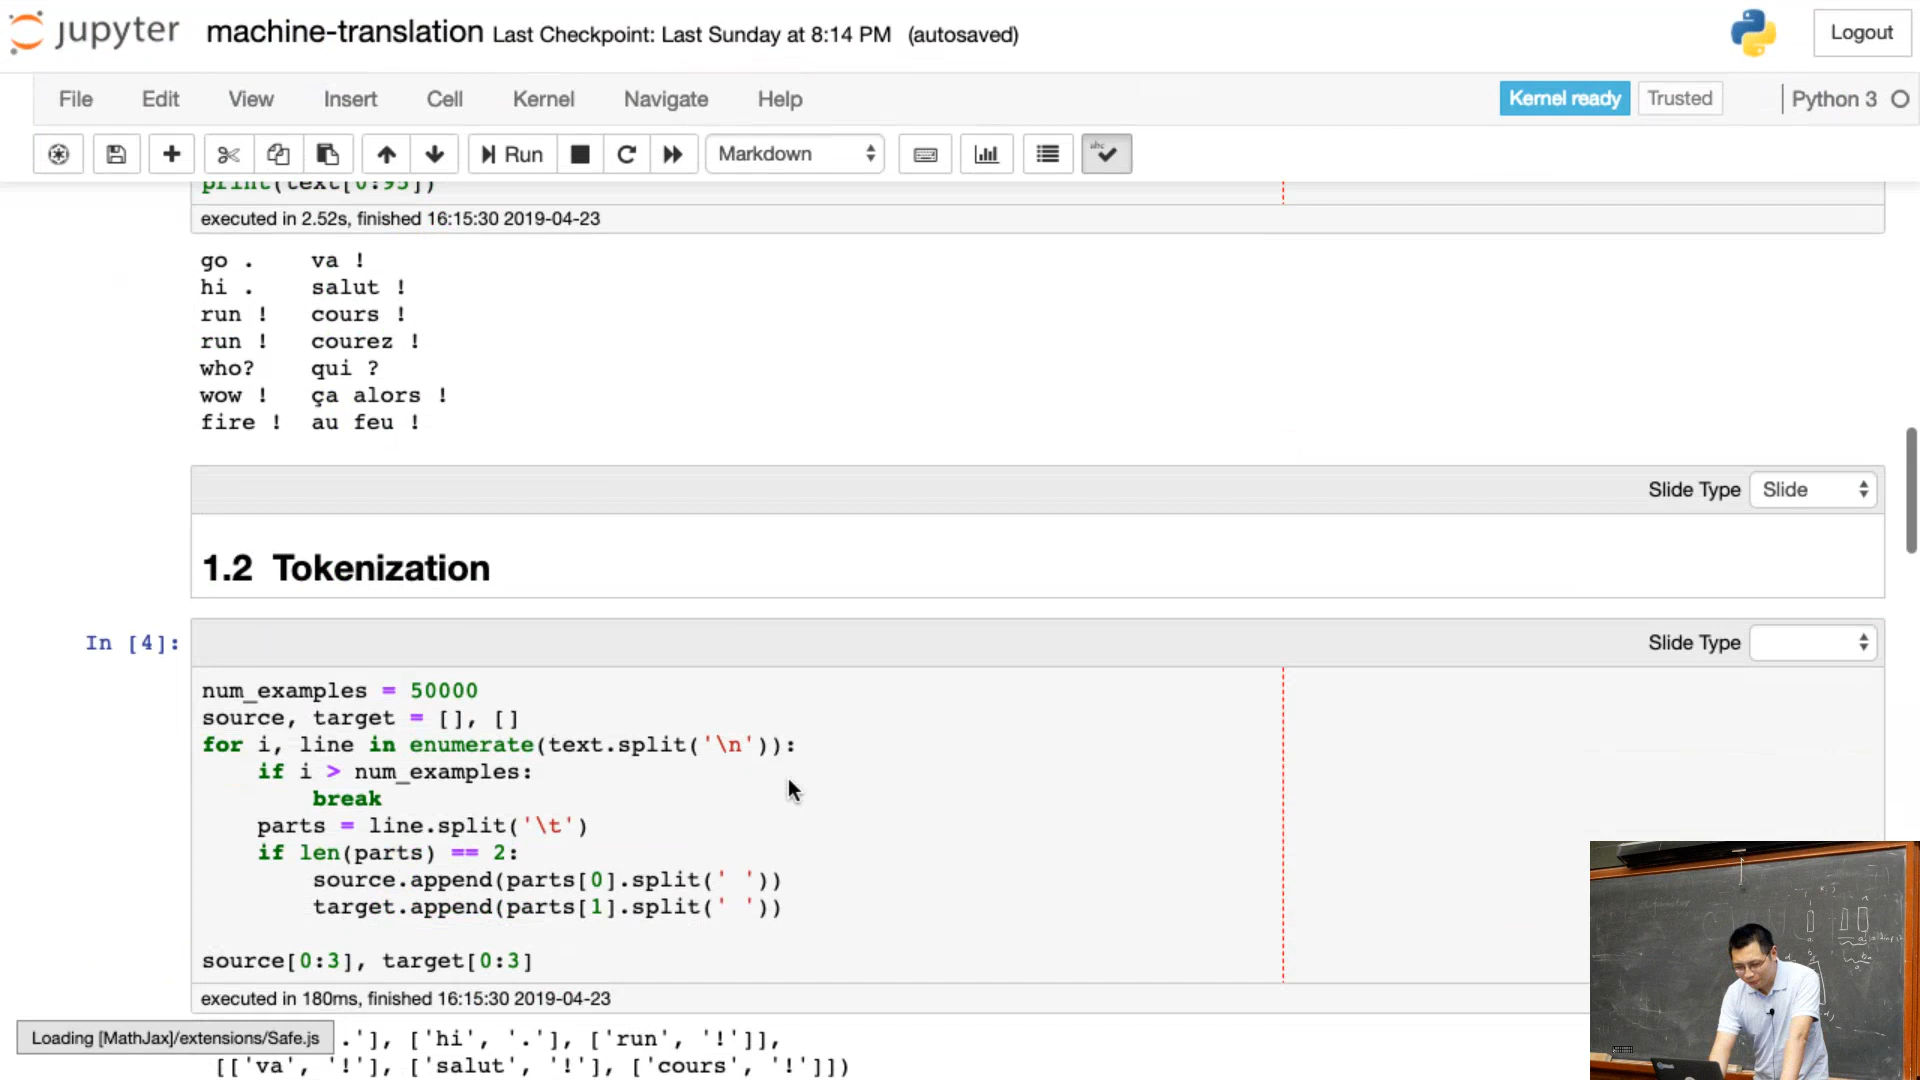 jupyter machine-translation Last Checkpoint: Last Sunday at 8:14 PM (autosaved) Logout
File Edit View Insert Cell Kernel Navigate Help Kernel ready Trusted Python 3
Run Markdown
print(text[0:95])
executed in 2.52s, finished 16:15:30 2019-04-23
go . va !
hi . salut !
run ! cours !
run ! courez !
who? qui ?
wow ! ça alors !
fire ! au feu !
Slide Type Slide
1.2 Tokenization
In [4]: Slide Type
num_examples = 50000
source, target = [], []
for i, line in enumerate(text.split('\n')):
    if i > num_examples:
        break
    parts = line.split('\t')
    if len(parts) == 2:
        source.append(parts[0].split(' '))
        target.append(parts[1].split(' '))
source[0:3], target[0:3]
executed in 180ms, finished 16:15:30 2019-04-23
Loading [MathJax]/extensions/Safe.js .'], ['hi', '.'], ['run', '!']],
[['va', '!'], ['salut', '!'], ['cours', '!']])